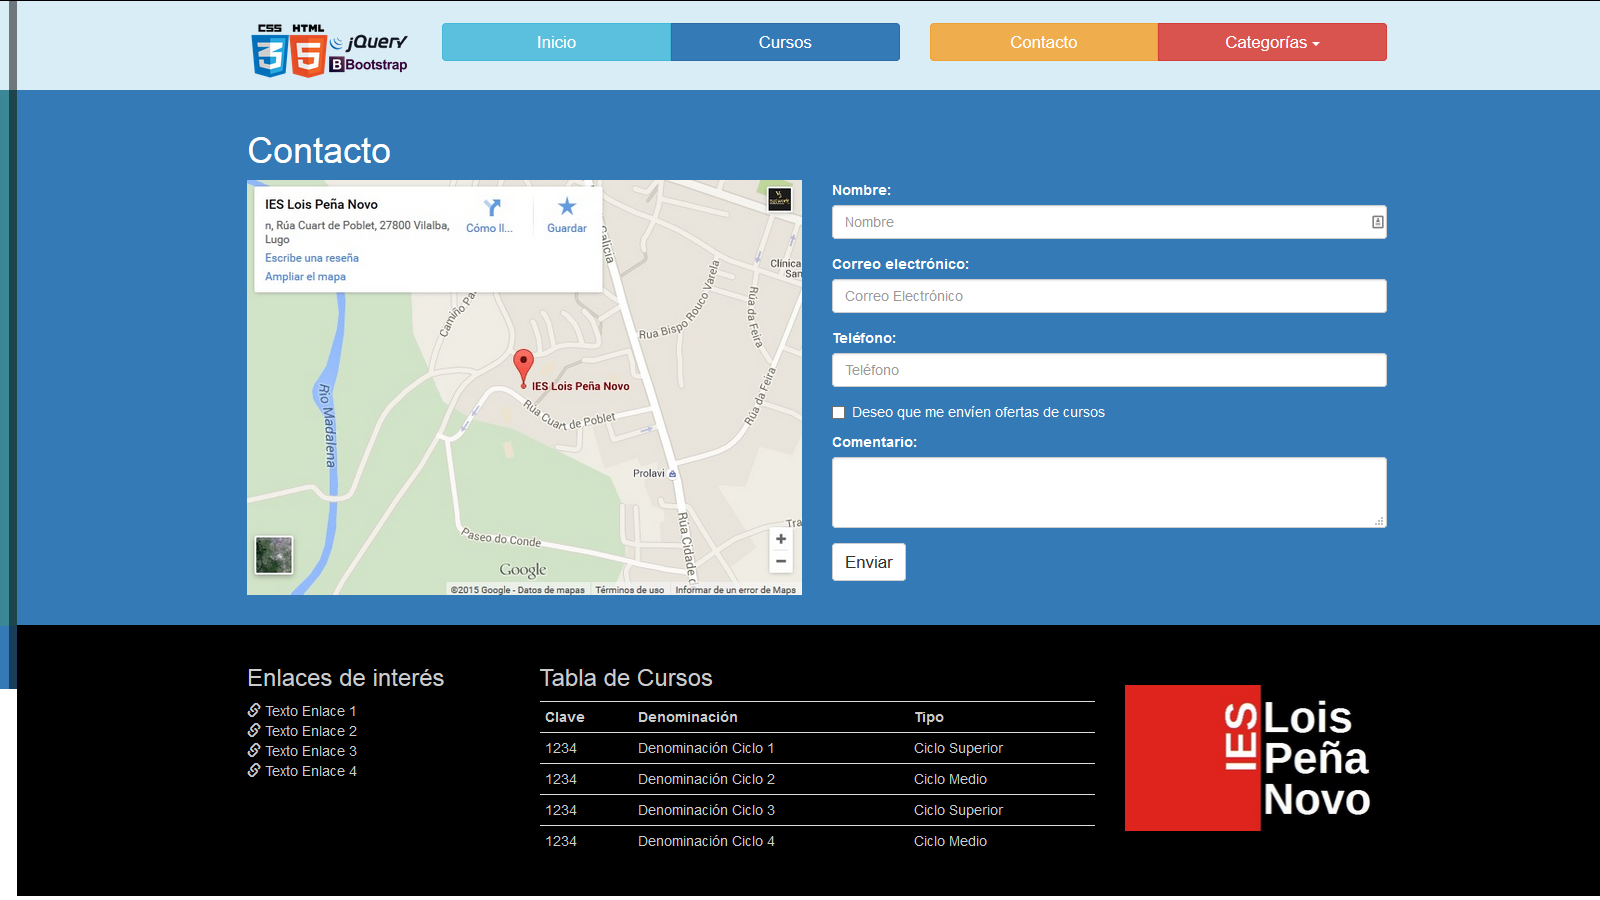 CSS HTML
3 5 jQuery
B Bootstrap
Inicio
Cursos
Contacto
Categorías
Contacto
IES Lois Peña Novo
n, Rúa Cuart de Poblet, 27800 Vilalba,
Lugo
Escribe una reseña
Ampliar el mapa
Cómo ll...
Guardar
Galicia
Clínica
San
Camiño Pa
Rua Bispo Rouco Varela
Rúa da Feira
Rúa da Feira
IES Lois Peña Novo
Rúa Cuart de Poblet
Rio Madalena
Prolavi
Paseo do Conde
Rúa Cidade d
Tra
+
−
Google
©2015 Google - Datos de mapas
Términos de uso
Informar de un error de Maps
Nombre:
Nombre
Correo electrónico:
Correo Electrónico
Teléfono:
Teléfono
Deseo que me envíen ofertas de cursos
Comentario:
Enviar
Enlaces de interés
Texto Enlace 1
Texto Enlace 2
Texto Enlace 3
Texto Enlace 4
Tabla de Cursos
Clave Denominación Tipo
1234 Denominación Ciclo 1 Ciclo Superior
1234 Denominación Ciclo 2 Ciclo Medio
1234 Denominación Ciclo 3 Ciclo Superior
1234 Denominación Ciclo 4 Ciclo Medio
IES
Lois
Peña
Novo